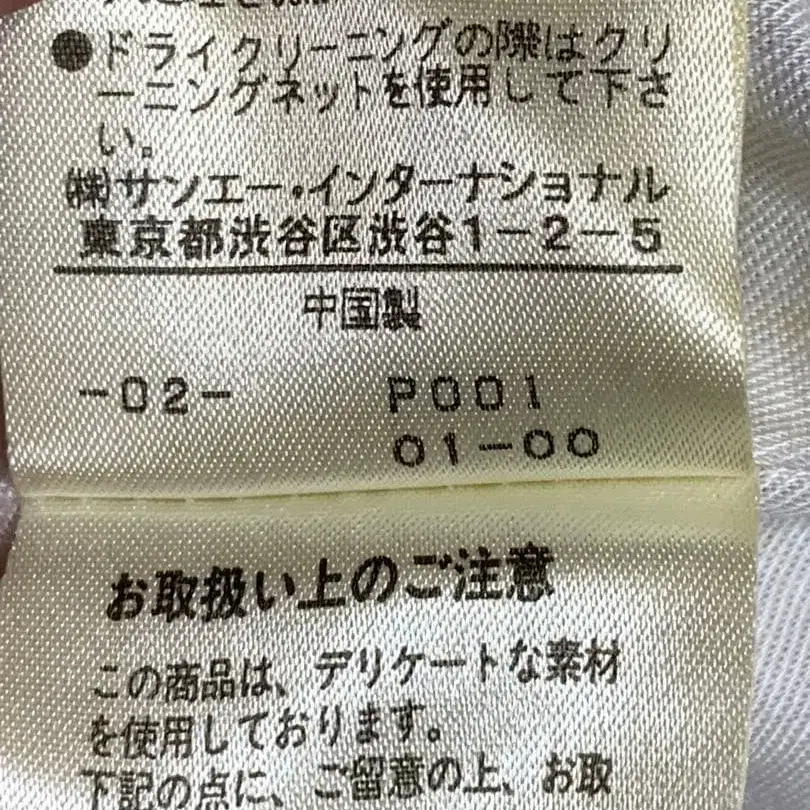 ●ドライクリーニングの際はクリ
ーニングネットを使用して下さ
い。
㈱サンエー・インターナショナル
東京都渋谷区渋谷1-2-5
中国製
-02- P001
01-00
お取扱い上のご注意
この商品は、デリケートな素材
を使用しております。
下記の点に、ご留意の上、お取